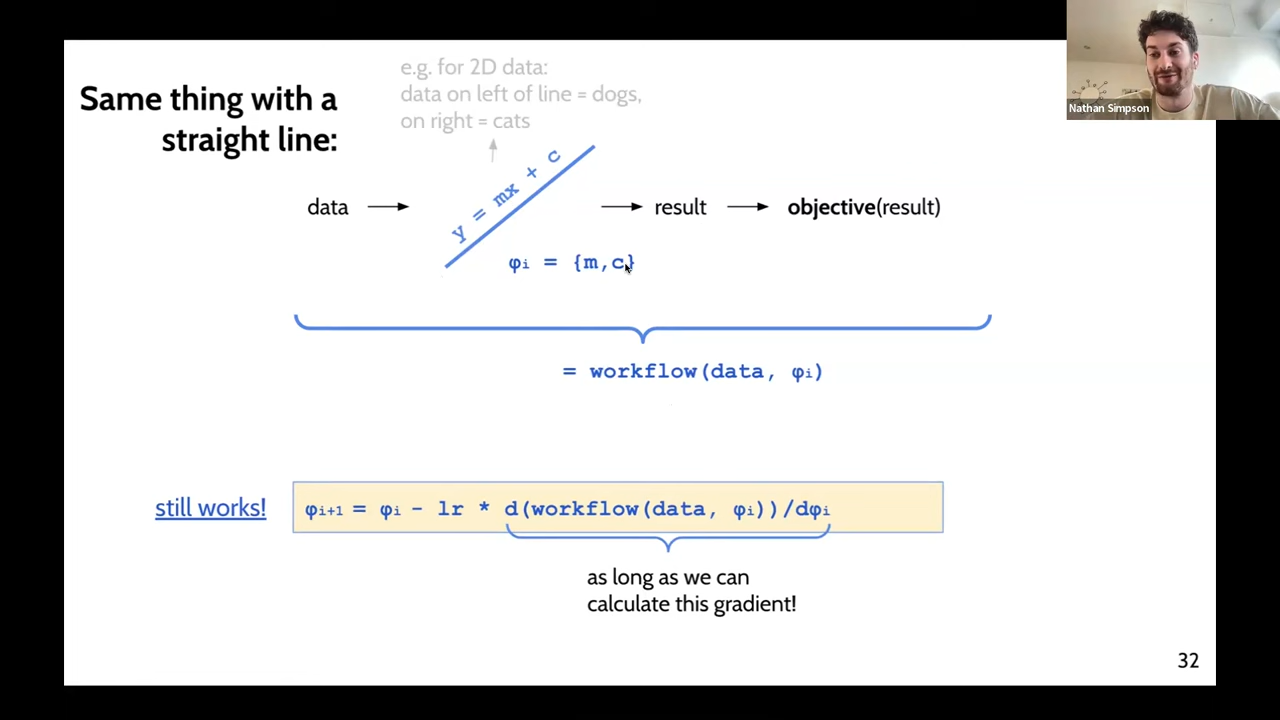 Same thing with a
straight line:
e.g. for 2D data:
data on left of line = dogs,
on right = cats
Nathan Simpson
data
y = mx + c
result
objective(result)
φi = {m,c}
= workflow(data, φi)
still works!
φi+1 = φi - lr * d(workflow(data, φi))/dφi
as long as we can
calculate this gradient!
32